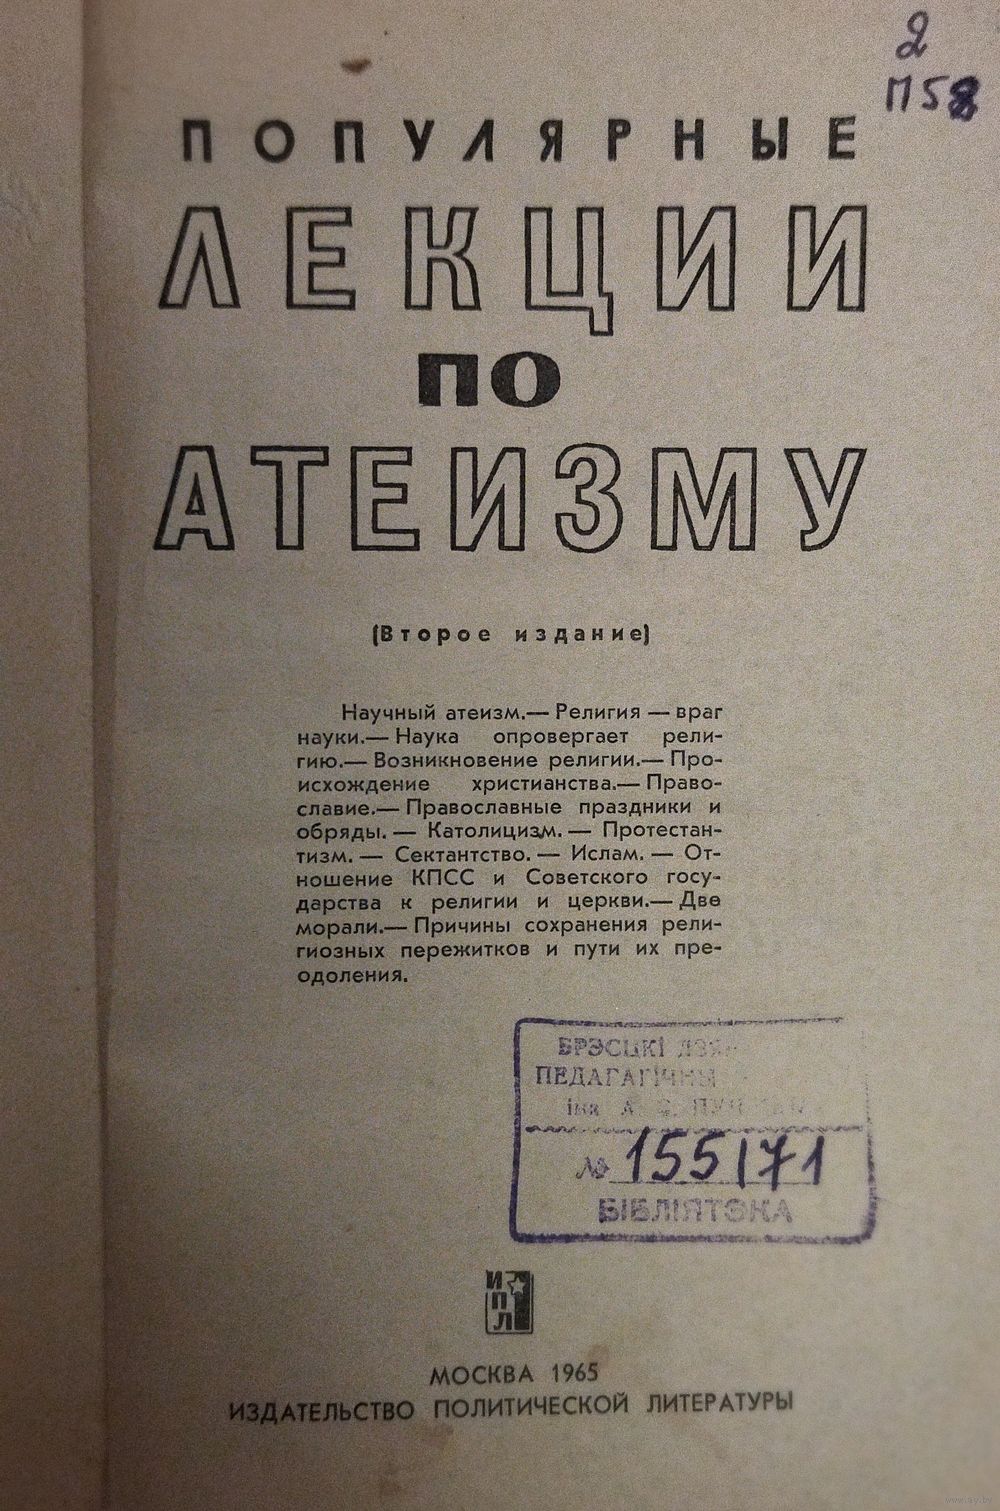 2
П58
ПОПУЛЯРНЫЕ
ЛЕКЦИИ
ПО
АТЕИЗМУ
(Второе издание)
Научный атеизм.— Религия — враг
науки.— Наука опровергает рели-
гию.— Возникновение религии.— Про-
исхождение христианства.— Право-
славие.— Православные праздники и
обряды. — Католицизм. — Протестан-
тизм. — Сектантство. — Ислам. — От-
ношение КПСС и Советского госу-
дарства к религии и церкви.— Две
морали.— Причины сохранения рели-
гиозных пережитков и пути их пре-
одоления.
БРЭСЦКІ
ПЕДАГАГІЧНЫ
імя А. С.
№ 155171
БІБЛІЯТЭКА
ИПЛ
МОСКВА 1965
ИЗДАТЕЛЬСТВО ПОЛИТИЧЕСКОЙ ЛИТЕРАТУРЫ